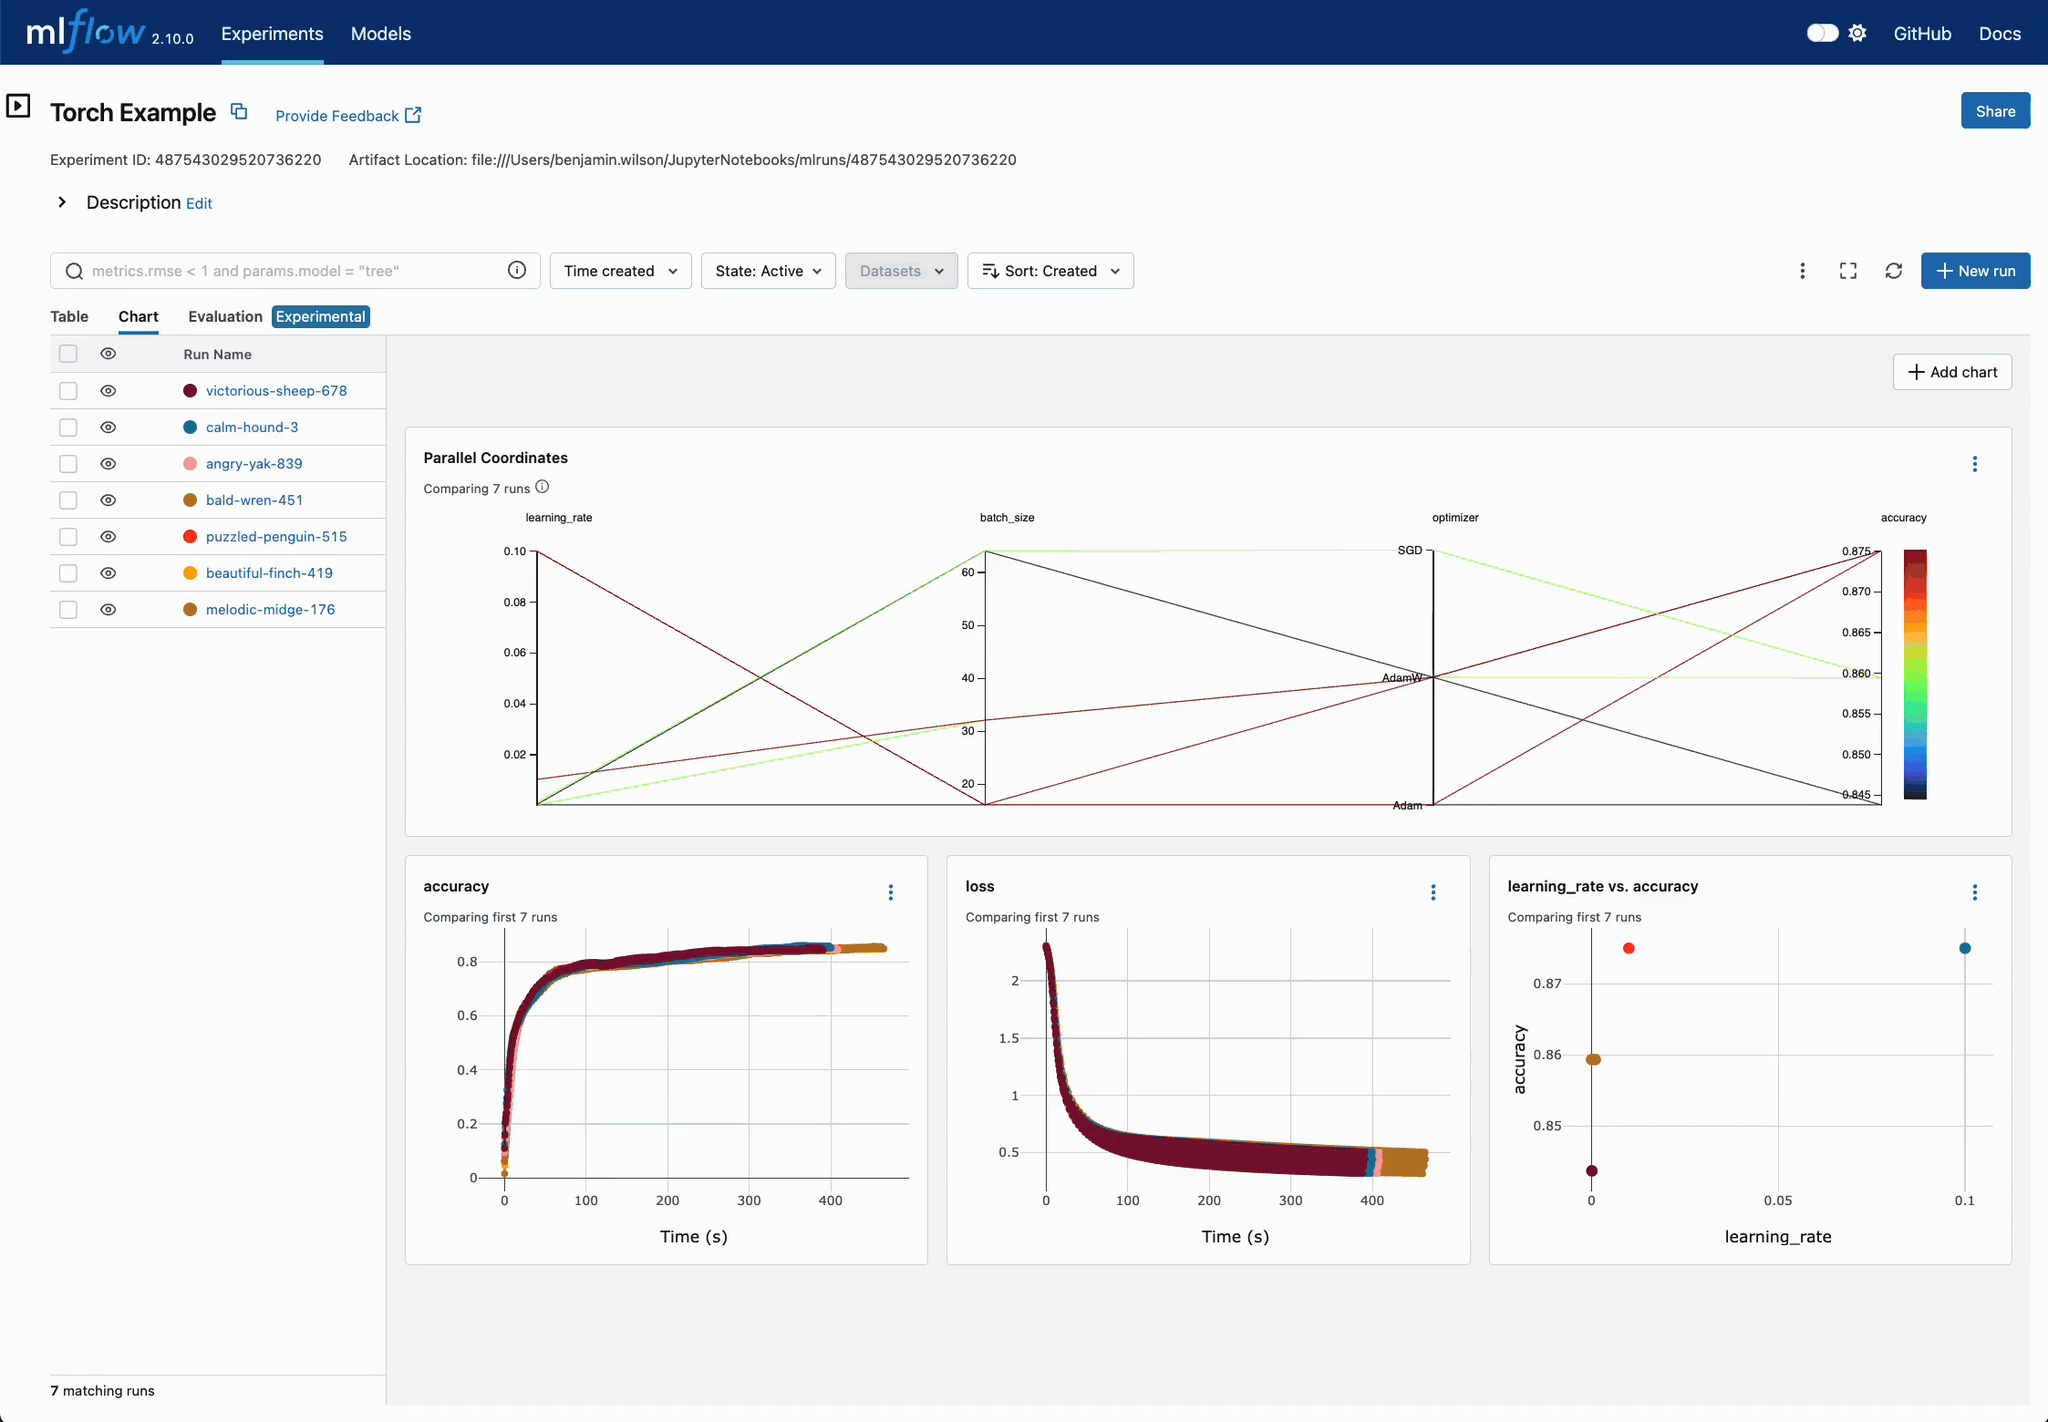 mlflow 2.10.0 Experiments Models GitHub Docs
Torch Example Provide Feedback Share
Experiment ID: 487543029520736220 Artifact Location: file:///Users/benjamin.wilson/JupyterNotebooks/mlruns/487543029520736220
Description Edit
metrics.rmse < 1 and params.model = "tree" Time created State: Active Datasets Sort: Created New run
Table Chart Evaluation Experimental
Run Name
Add chart
victorious-sheep-678
calm-hound-3
angry-yak-839
bald-wren-451
puzzled-penguin-515
beautiful-finch-419
melodic-midge-176
Parallel Coordinates
Comparing 7 runs
learning_rate batch_size optimizer accuracy
0.10
0.08
0.06
0.04
0.02
60
50
40
30
20
SGD
AdamW
Adam
0.875
0.870
0.865
0.860
0.855
0.850
0.845
accuracy
Comparing first 7 runs
0.8
0.6
0.4
0.2
0
0 100 200 300 400
Time (s)
loss
Comparing first 7 runs
2
1.5
1
0.5
0 100 200 300 400
Time (s)
learning_rate vs. accuracy
Comparing first 7 runs
accuracy
0.87
0.86
0.85
0 0.05 0.1
learning_rate
7 matching runs